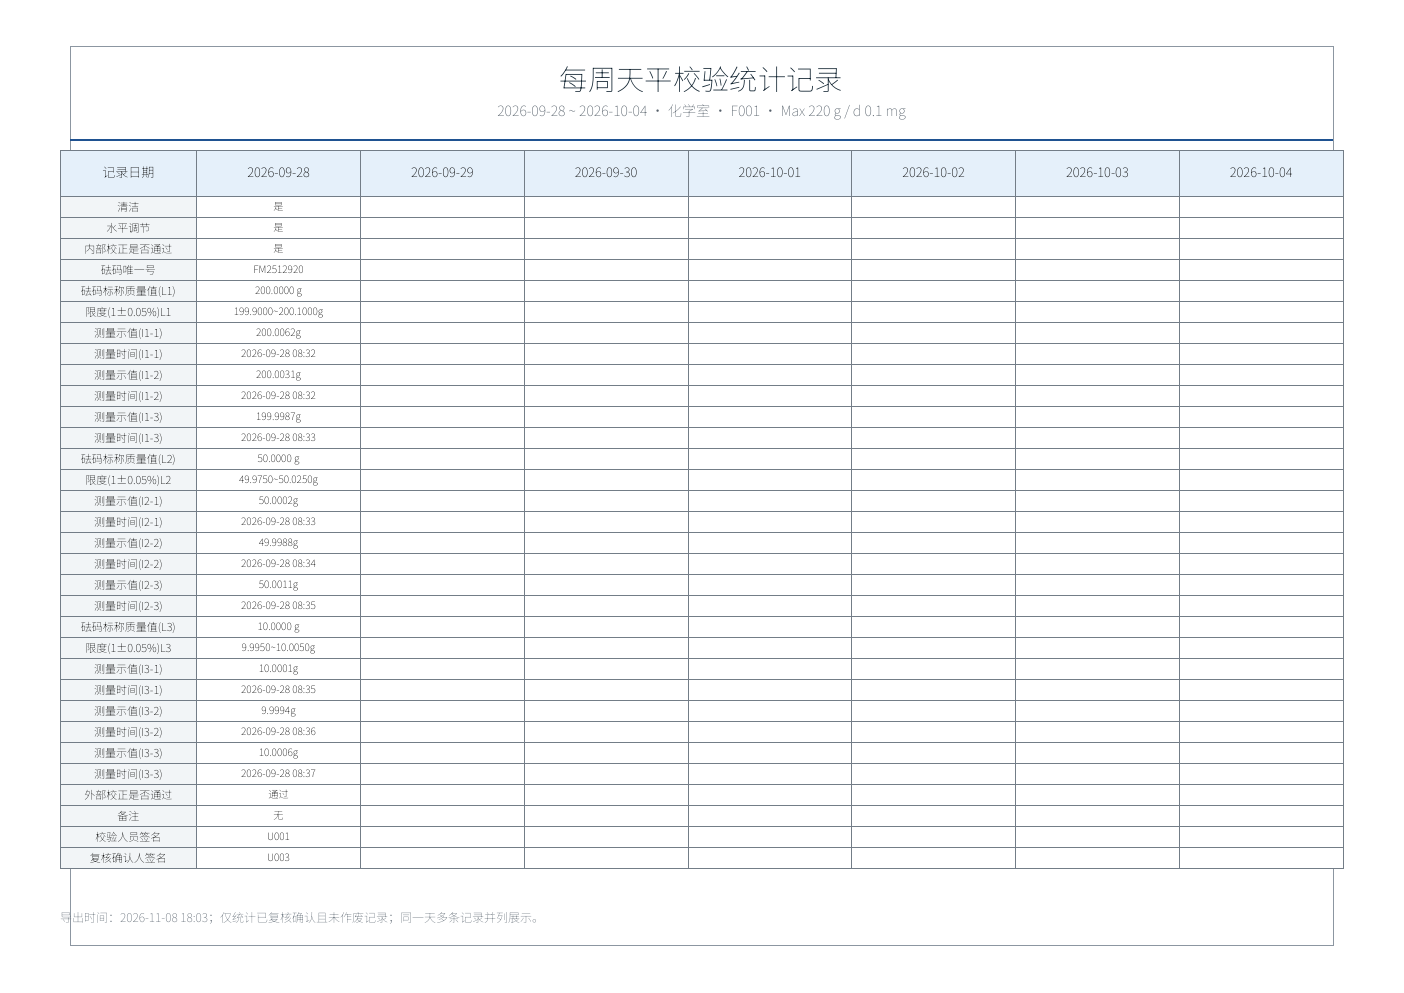 每周天平校验统计记录
2026-09-28 ~ 2026-10-04 · 化学室 · F001 · Max 220 g / d 0.1 mg
记录日期 2026-09-28 2026-09-29 2026-09-30 2026-10-01 2026-10-02 2026-10-03 2026-10-04
清洁 是
水平调节 是
内部校正是否通过 是
砝码唯一号 FM2512920
砝码标称质量值(L1) 200.0000 g
限度(1±0.05%)L1 199.9000~200.1000g
测量示值(I1-1) 200.0062g
测量时间(I1-1) 2026-09-28 08:32
测量示值(I1-2) 200.0031g
测量时间(I1-2) 2026-09-28 08:32
测量示值(I1-3) 199.9987g
测量时间(I1-3) 2026-09-28 08:33
砝码标称质量值(L2) 50.0000 g
限度(1±0.05%)L2 49.9750~50.0250g
测量示值(I2-1) 50.0002g
测量时间(I2-1) 2026-09-28 08:33
测量示值(I2-2) 49.9988g
测量时间(I2-2) 2026-09-28 08:34
测量示值(I2-3) 50.0011g
测量时间(I2-3) 2026-09-28 08:35
砝码标称质量值(L3) 10.0000 g
限度(1±0.05%)L3 9.9950~10.0050g
测量示值(I3-1) 10.0001g
测量时间(I3-1) 2026-09-28 08:35
测量示值(I3-2) 9.9994g
测量时间(I3-2) 2026-09-28 08:36
测量示值(I3-3) 10.0006g
测量时间(I3-3) 2026-09-28 08:37
外部校正是否通过 通过
备注 无
校验人员签名 U001
复核确认人签名 U003
导出时间：2026-11-08 18:03；仅统计已复核确认且未作废记录；同一天多条记录并列展示。